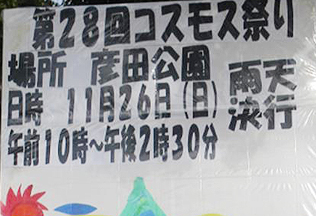 第28回コスモス祭り
場所 彦田公園
日時 11月26日(日)
午前10時～午後2時30分
雨天
決行